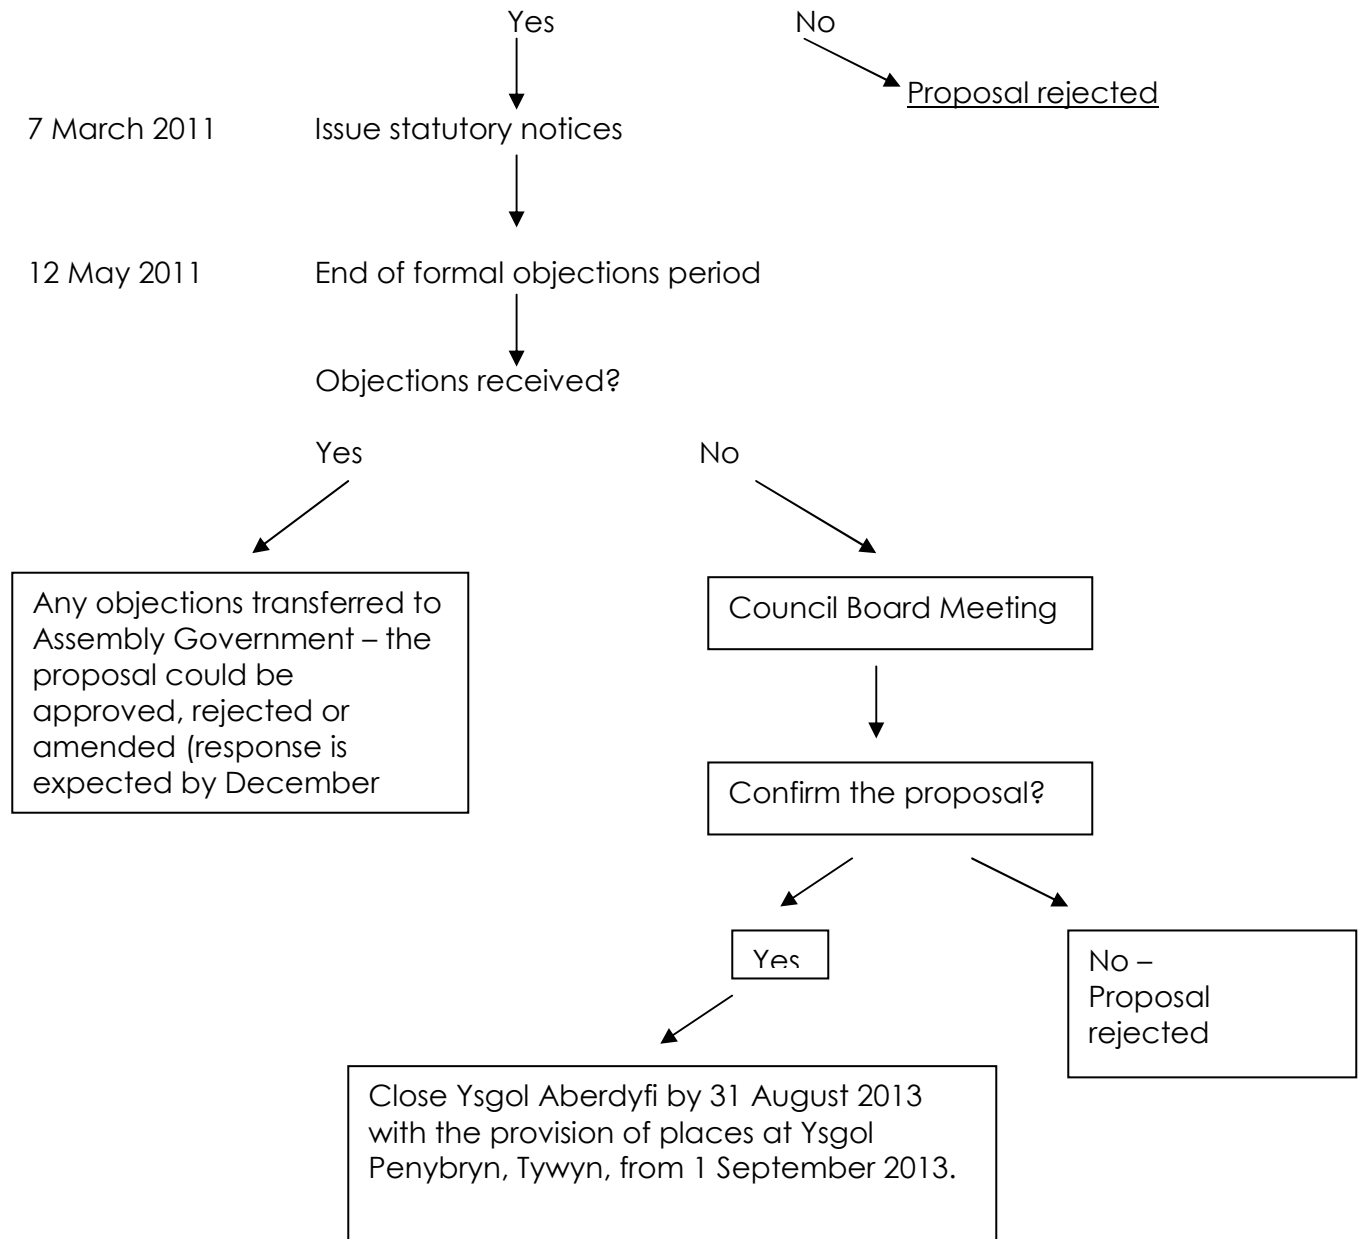 Yes No
Proposal rejected
7 March 2011 Issue statutory notices
12 May 2011 End of formal objections period
Objections received?
Yes No
Any objections transferred to
Assembly Government – the
proposal could be
approved, rejected or
amended (response is
expected by December
Council Board Meeting
Confirm the proposal?
Yes
No –
Proposal
rejected
Close Ysgol Aberdyfi by 31 August 2013
with the provision of places at Ysgol
Penybryn, Tywyn, from 1 September 2013.